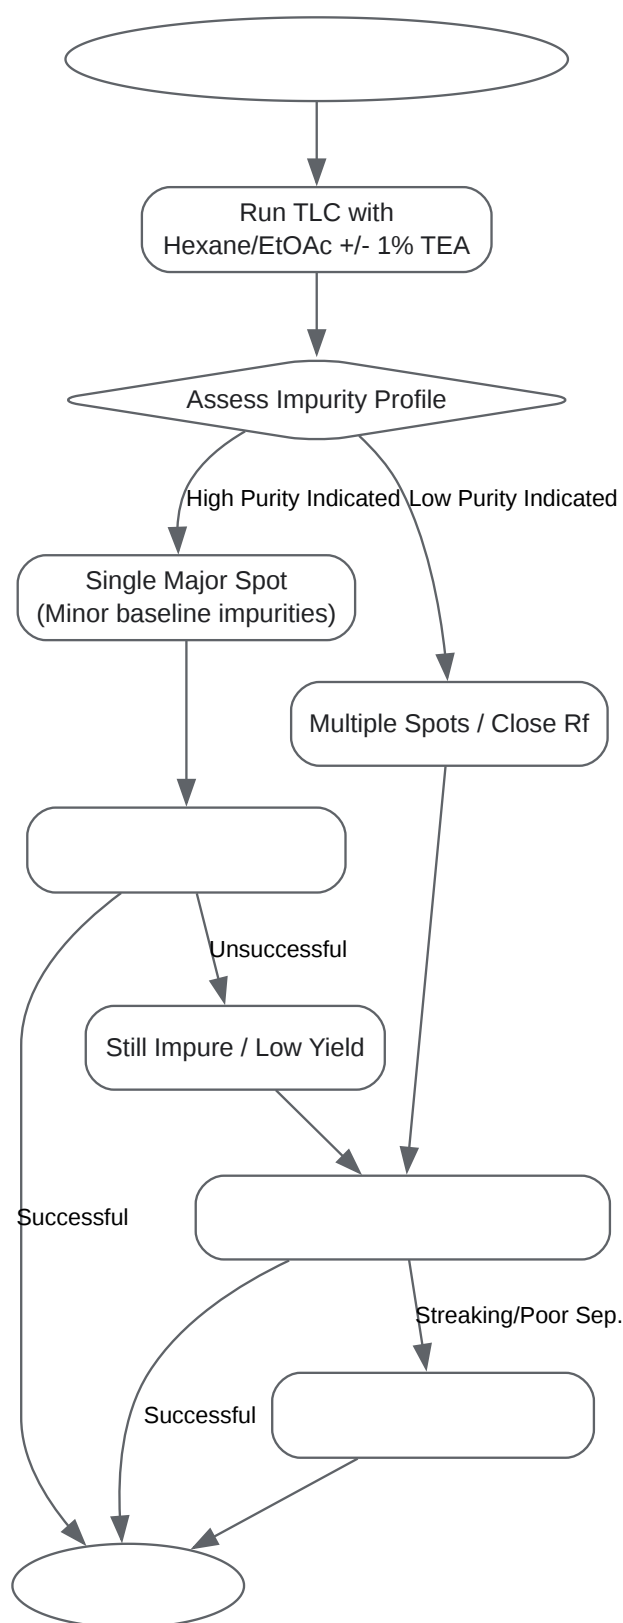 Run TLC with
Hexane/EtOAc +/- 1% TEA
Assess Impurity Profile
High Purity Indicated
Low Purity Indicated
Single Major Spot
(Minor baseline impurities)
Multiple Spots / Close Rf
Unsuccessful
Still Impure / Low Yield
Successful
Streaking/Poor Sep.
Successful